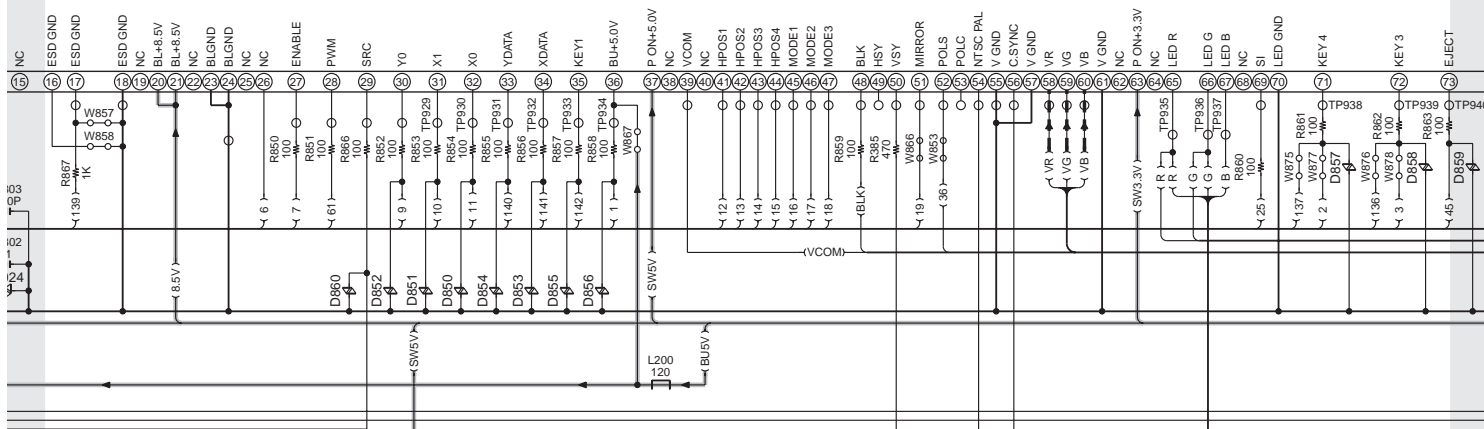 NC
ESD GND
ESD GND
ESD GND
NC
BL+8.5V
BL+8.5V
NC
BLGND
BLGND
NC
NC
ENABLE
PWM
SRC
Y0
X1
X0
YDATA
XDATA
KEY1
BU+5.0V
P ON+5.0V
NC
VCOM
NC
HPOS1
HPOS2
HPOS3
HPOS4
MODE1
MODE2
MODE3
BLK
HSY
VSY
MIRROR
POLS
POLC
NTSC PAL
V GND
C.SYNC
V GND
VR
VG
VB
V GND
NC
P ON+3.3V
NC
LED R
LED G
LED B
NC
SI
LED GND
KEY 4
KEY 3
EJECT
15 16 17 18 19 20 21 22 23 24 25 26 27 28 29 30 31 32 33 34 35 36 37 38 39 40 41 42 43 44 45 46 47 48 49 50 51 52 53 54 55 56 57 58 59 60 61 62 63 64 65 66 67 68 69 70 71 72 73
W857
W858
R867
1K
139
R850
100
R851
100
R866
100
R852
100
R853
100
TP929
R854
100
TP930
R855
100
TP931
R856
100
TP932
R857
100
TP933
R858
100
TP934
W867
R859
100
R385
470
W866
W853
VR
VG
VB
VR
VG
VB
TP935
TP936
TP937
R
R
G
G
B
R860
100
R861
100
TP938
W875
W877
D857
R862
100
TP939
W876
W878
D858
R863
100
TP940
D859
6
7
61
9
10
11
140
141
142
1
12
13
14
15
16
17
18
BLK
19
36
25
137
2
136
3
45
SW3.3V
8.5V
SW5V
(VCOM)
D860
D852
D851
D850
D854
D853
D855
D856
SW5V
BU5V
L200
120